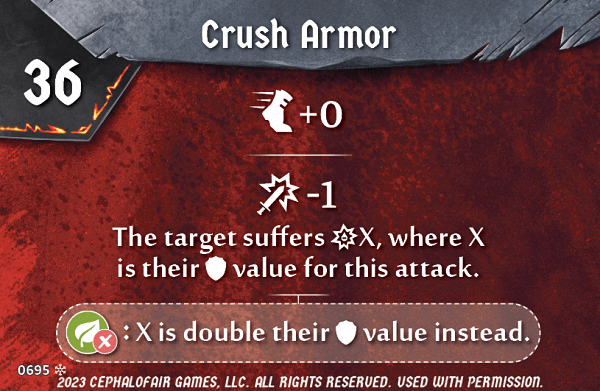 Crush Armor
36
+0
-1
The target suffers X, where X
is their value for this attack.
: X is double their value instead.
0695
2023 CEPHALOFAIR GAMES, LLC. ALL RIGHTS RESERVED. USED WITH PERMISSION.